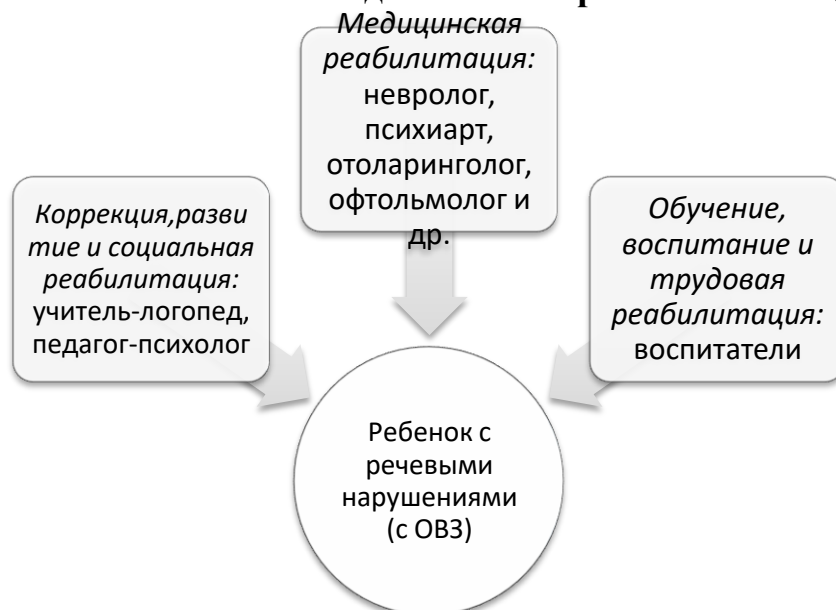 Медицинская
реабилитация:
невролог,
психиарт,
отоларинголог,
офтольмолог и
др.
Коррекция,разви
тие и социальная
реабилитация:
учитель-логопед,
педагог-психолог
Обучение,
воспитание и
трудовая
реабилитация:
воспитатели
Ребенок с
речевыми
нарушениями
(с ОВЗ)